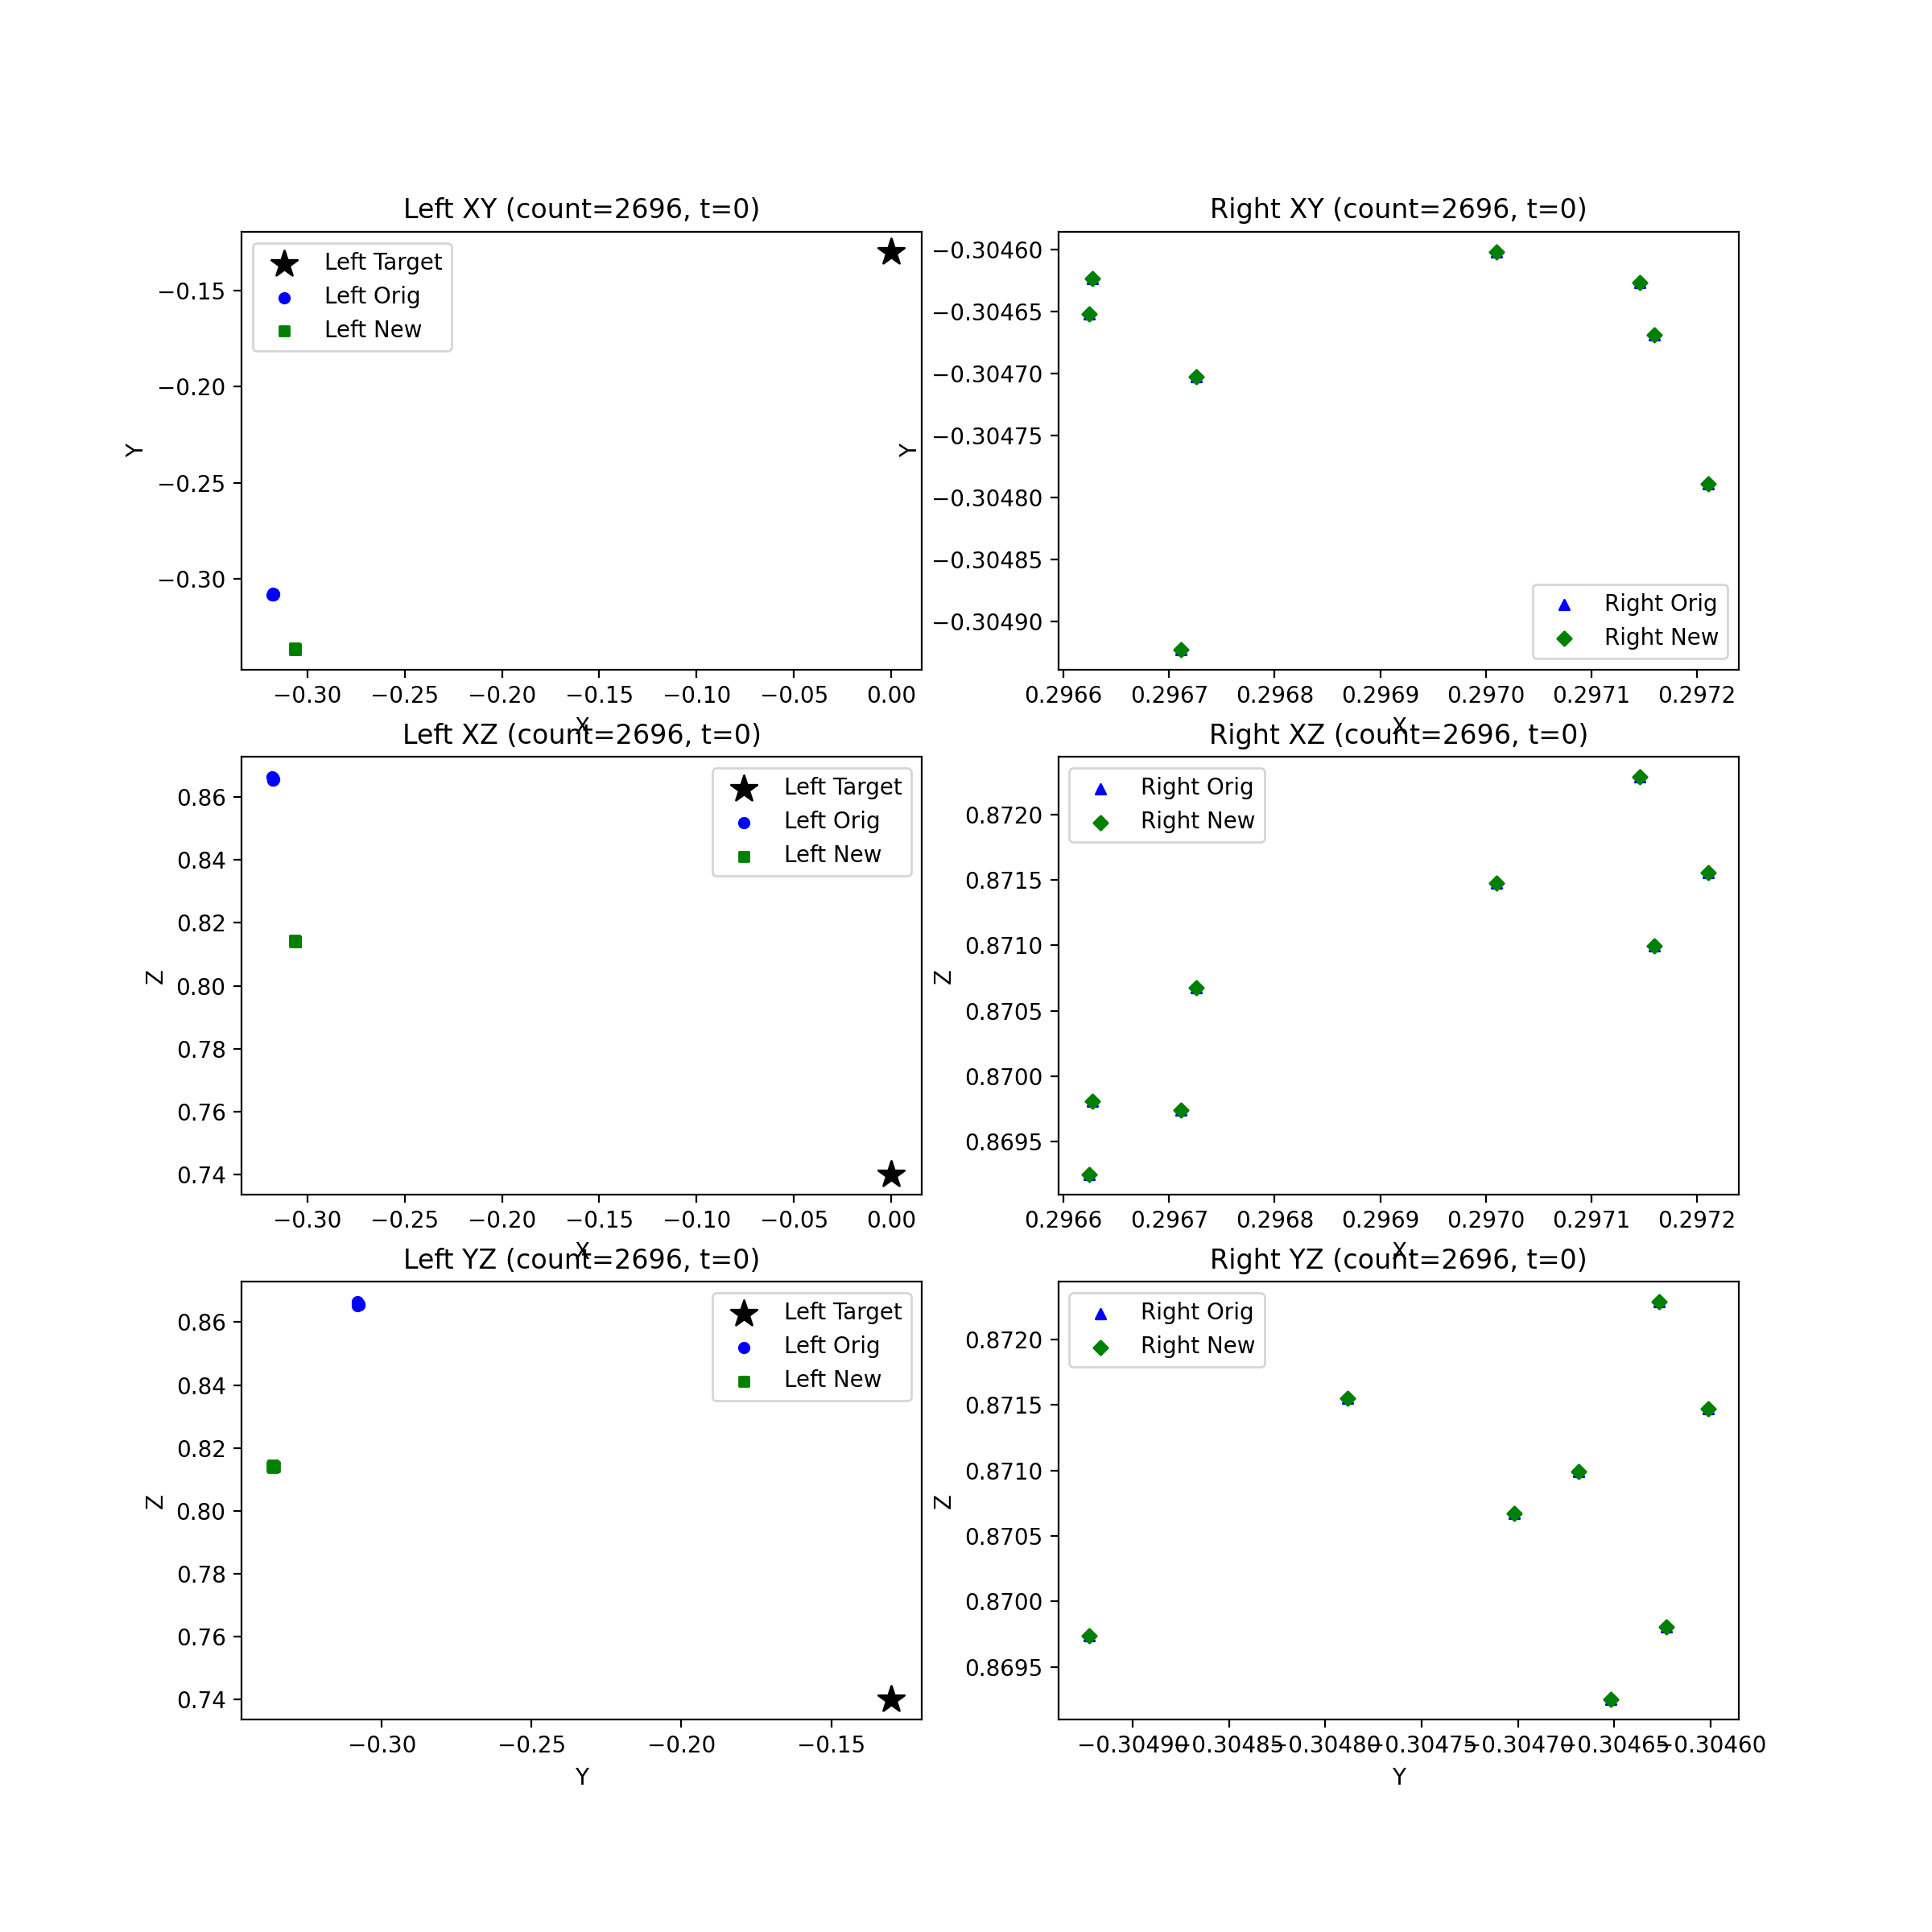 Left XY (count=2696, t=0)
Left Target
Left Orig
Left New
−0.15
−0.20
−0.25
−0.30
Y
−0.30 −0.25 −0.20 −0.15 −0.10 −0.05 0.00
X
Right XY (count=2696, t=0)
−0.30460
−0.30465
−0.30470
−0.30475
−0.30480
−0.30485
−0.30490
Y
Right Orig
Right New
0.2966 0.2967 0.2968 0.2969 0.2970 0.2971 0.2972
X
Left XZ (count=2696, t=0)
Left Target
Left Orig
Left New
0.86
0.84
0.82
0.80
0.78
0.76
0.74
Z
−0.30 −0.25 −0.20 −0.15 −0.10 −0.05 0.00
X
Right XZ (count=2696, t=0)
Right Orig
Right New
0.8720
0.8715
0.8710
0.8705
0.8700
0.8695
Z
0.2966 0.2967 0.2968 0.2969 0.2970 0.2971 0.2972
X
Left YZ (count=2696, t=0)
Left Target
Left Orig
Left New
0.86
0.84
0.82
0.80
0.78
0.76
0.74
Z
−0.30 −0.25 −0.20 −0.15
Y
Right YZ (count=2696, t=0)
Right Orig
Right New
0.8720
0.8715
0.8710
0.8705
0.8700
0.8695
Z
−0.30490 −0.30485 −0.30480 −0.30475 −0.30470 −0.30465 −0.30460
Y